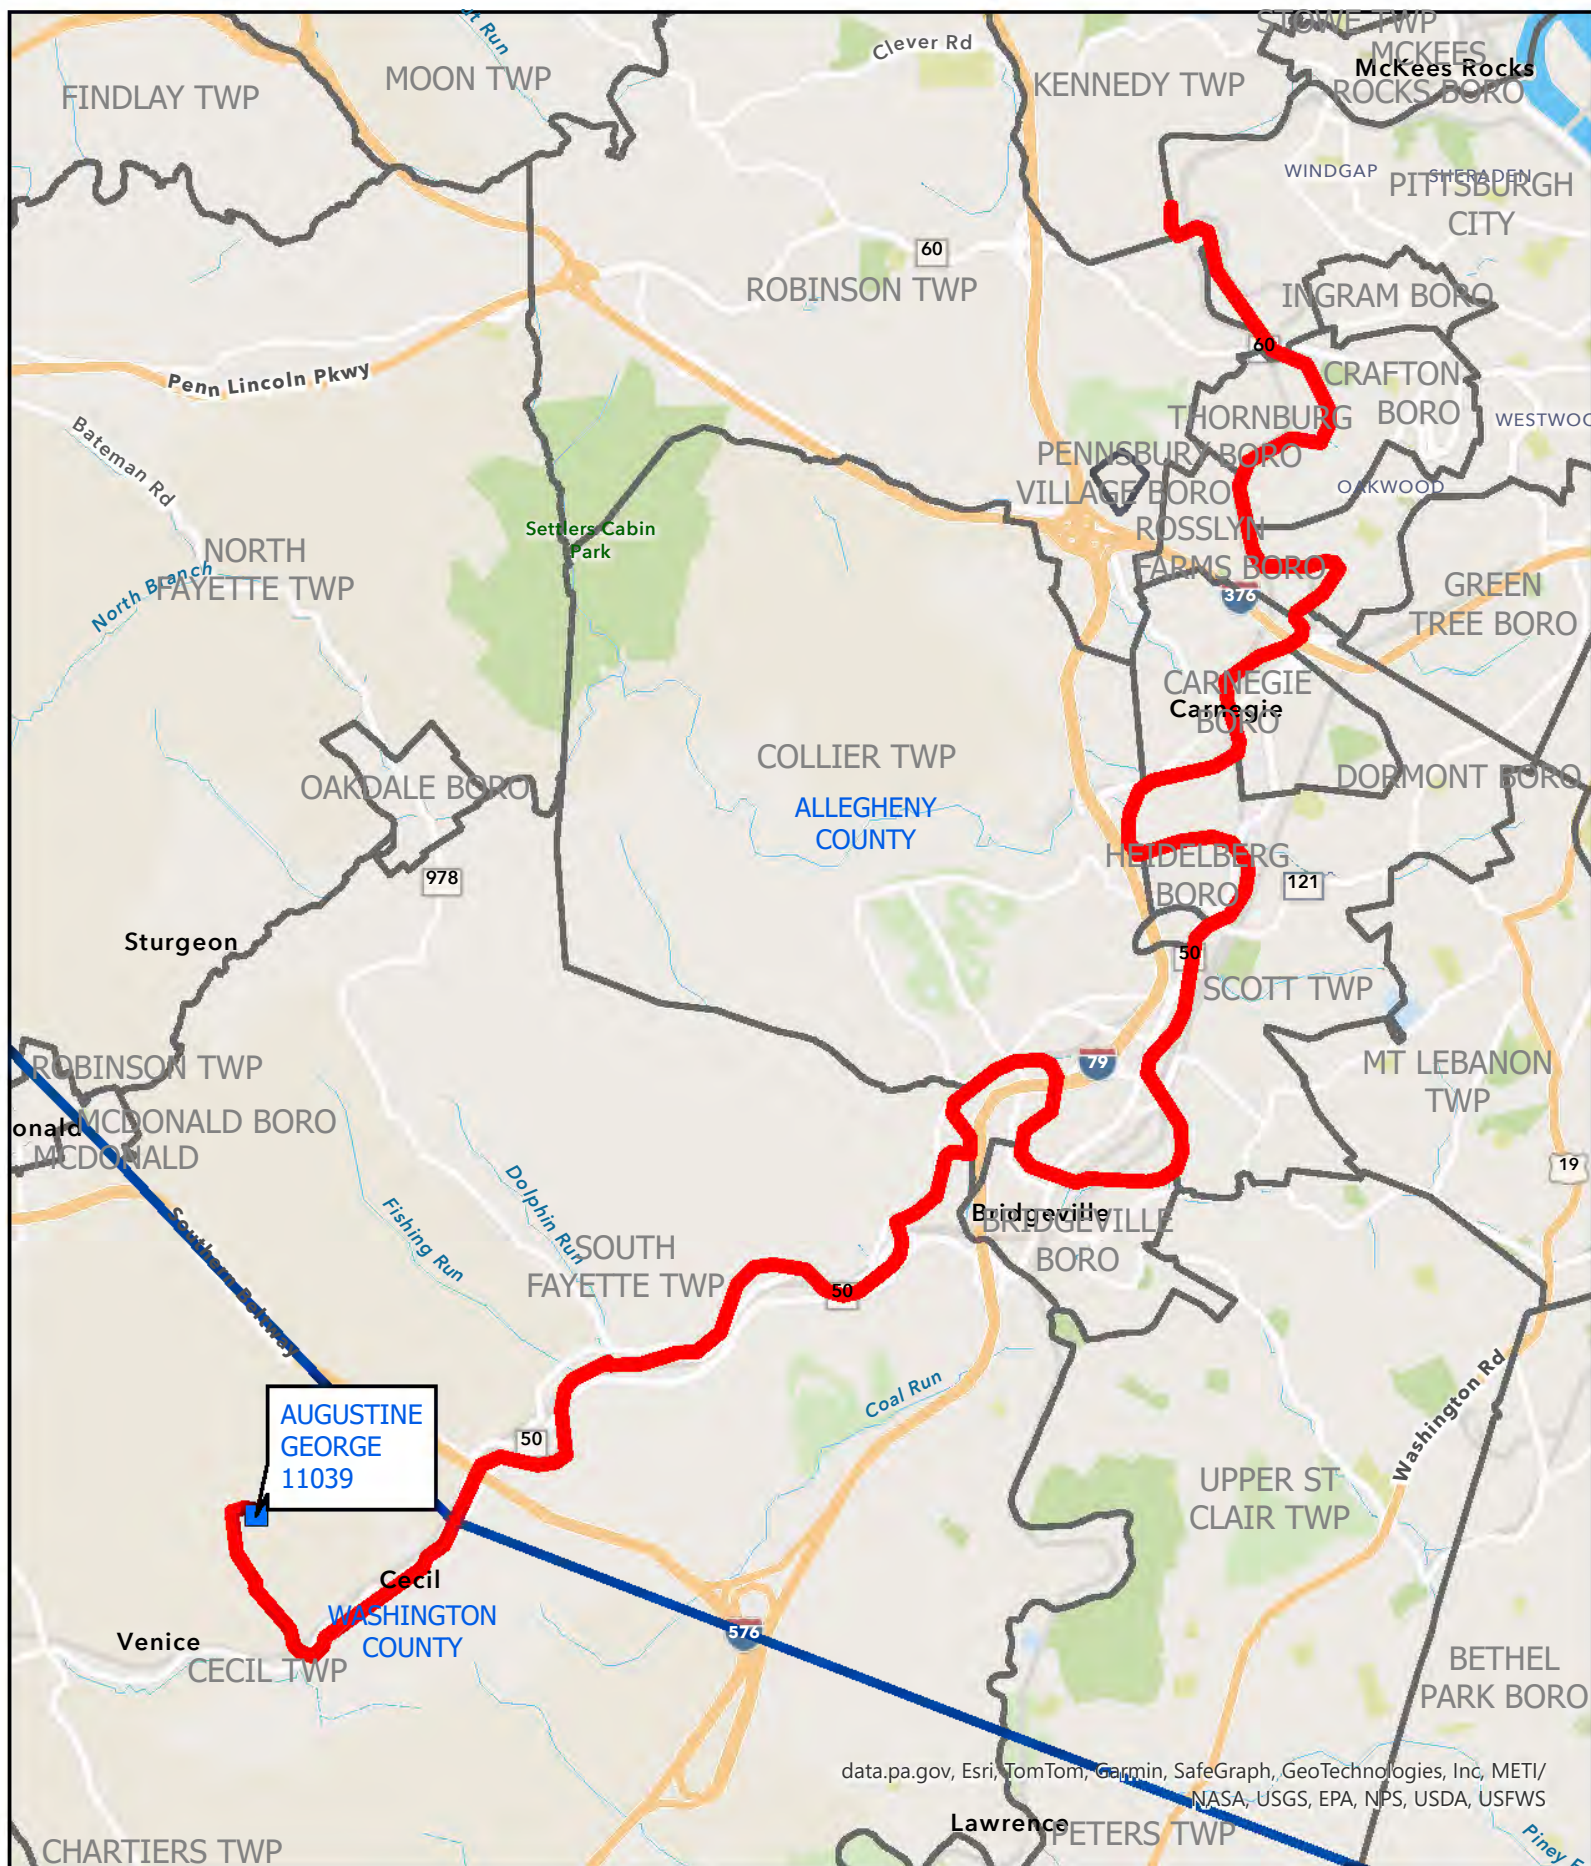 STOWE TWP
Clever Rd
MOON TWP
MCKEES
ROCKS BORO
McKees Rocks
KENNEDY TWP
FINDLAY TWP
WINDGAP
SHERADEN
PITTSBURGH
CITY
60
ROBINSON TWP
INGRAM BORO
60
Penn Lincoln Pkwy
CRAFTON
BORO
THORNBURG
BORO
WESTWOO
Bateman Rd
PENNSBURY
VILLAGE BORO
OAKWOOD
Settlers Cabin
Park
ROSSLYN
FARMS BORO
NORTH
FAYETTE TWP
North Branch
376
GREEN
TREE BORO
CARNEGIE
BORO
Carnegie
COLLIER TWP
DORMONT BORO
OAKDALE BORO
ALLEGHENY
COUNTY
HEIDELBERG
BORO
978
121
Sturgeon
50
SCOTT TWP
ROBINSON TWP
79
MT LEBANON
TWP
MCDONALD BORO
onald
MCDONALD
19
Dolphin Run
Fishing Run
Southern Beltway
Bridgeville
BRIDGEVILLE
BORO
SOUTH
FAYETTE TWP
50
Coal Run
Washington Rd
AUGUSTINE
GEORGE
11039
50
UPPER ST
CLAIR TWP
Cecil
WASHINGTON
COUNTY
576
Venice
CECIL TWP
BETHEL
PARK BORO
data.pa.gov, Esri, TomTom, Garmin, SafeGraph, GeoTechnologies, Inc, METI/
NASA, USGS, EPA, NPS, USDA, USFWS
Lawrence
PETERS TWP
CHARTIERS TWP
Piney